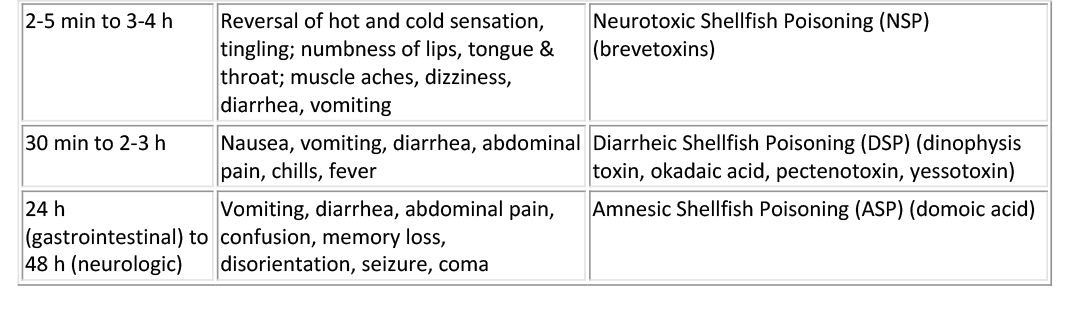 2-5 min to 3-4 h
Reversal of hot and cold sensation,
tingling; numbness of lips, tongue &
throat; muscle aches, dizziness,
diarrhea, vomiting
Neurotoxic Shellfish Poisoning (NSP)
(brevetoxins)
30 min to 2-3 h
Nausea, vomiting, diarrhea, abdominal
pain, chills, fever
Diarrheic Shellfish Poisoning (DSP) (dinophysis
toxin, okadaic acid, pectenotoxin, yessotoxin)
24 h
(gastrointestinal) to
48 h (neurologic)
Vomiting, diarrhea, abdominal pain,
confusion, memory loss,
disorientation, seizure, coma
Amnesic Shellfish Poisoning (ASP) (domoic acid)